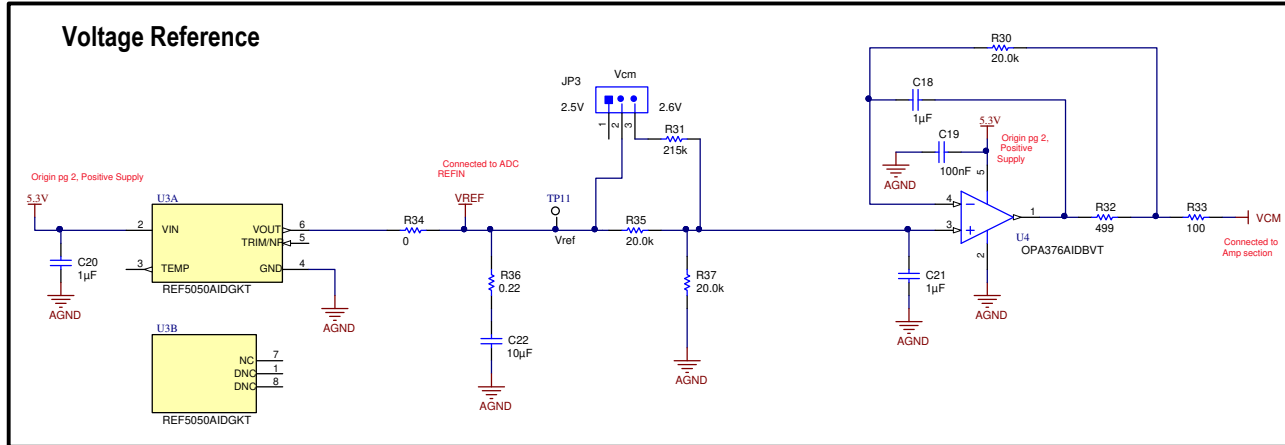 Voltage Reference
R30
20.0k
Vcm
JP3
2.5V
2.6V
1
2
3
R31
215k
C18
1µF
C19
100nF
5.3V
Origin pg 2,
Positive
Supply
AGND
5
Origin pg 2, Positive Supply
5.3V
U3A
2
VIN
VOUT
6
TRIM/NR
5
3
TEMP
GND
4
REF5050AIDGKT
C20
1µF
AGND
AGND
R34
0
Connected to ADC
REFIN
VREF
TP11
Vref
R35
20.0k
R36
0.22
C22
10µF
AGND
R37
20.0k
AGND
C21
1µF
AGND
4
3
1
2
U4
OPA376AIDBVT
AGND
R32
499
R33
100
VCM
Connected to
Amp section
U3B
NC
7
DNC
1
DNC
8
REF5050AIDGKT